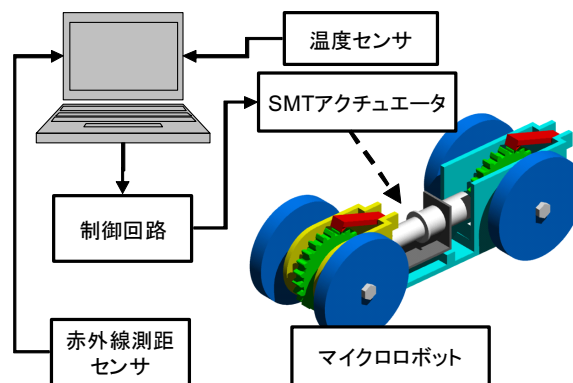 温度センサ
SMTアクチュエータ
制御回路
赤外線測距
センサ
マイクロロボット